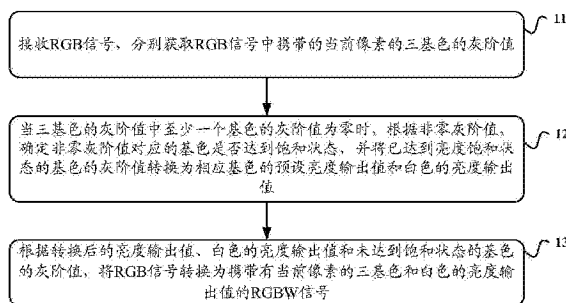 11
接收RGB信号、分别获取RGB信号中携带的当前像素的三基色的灰阶值
12
当三基色的灰阶值中至少一个基色的灰阶值为零时、根据非零灰阶值、
确定非零灰阶值对应的基色是否达到饱和状态、并将已达到亮度饱和状
态的基色的灰阶值转换为相应基色的预设亮度输出值和白色的亮度输出
值
13
根据转换后的亮度输出值、白色的亮度输出值和未达到饱和状态的基色
的灰阶值，将RGB信号转换为携带有当前像素的三基色和白色的亮度输
出值的RGBW信号